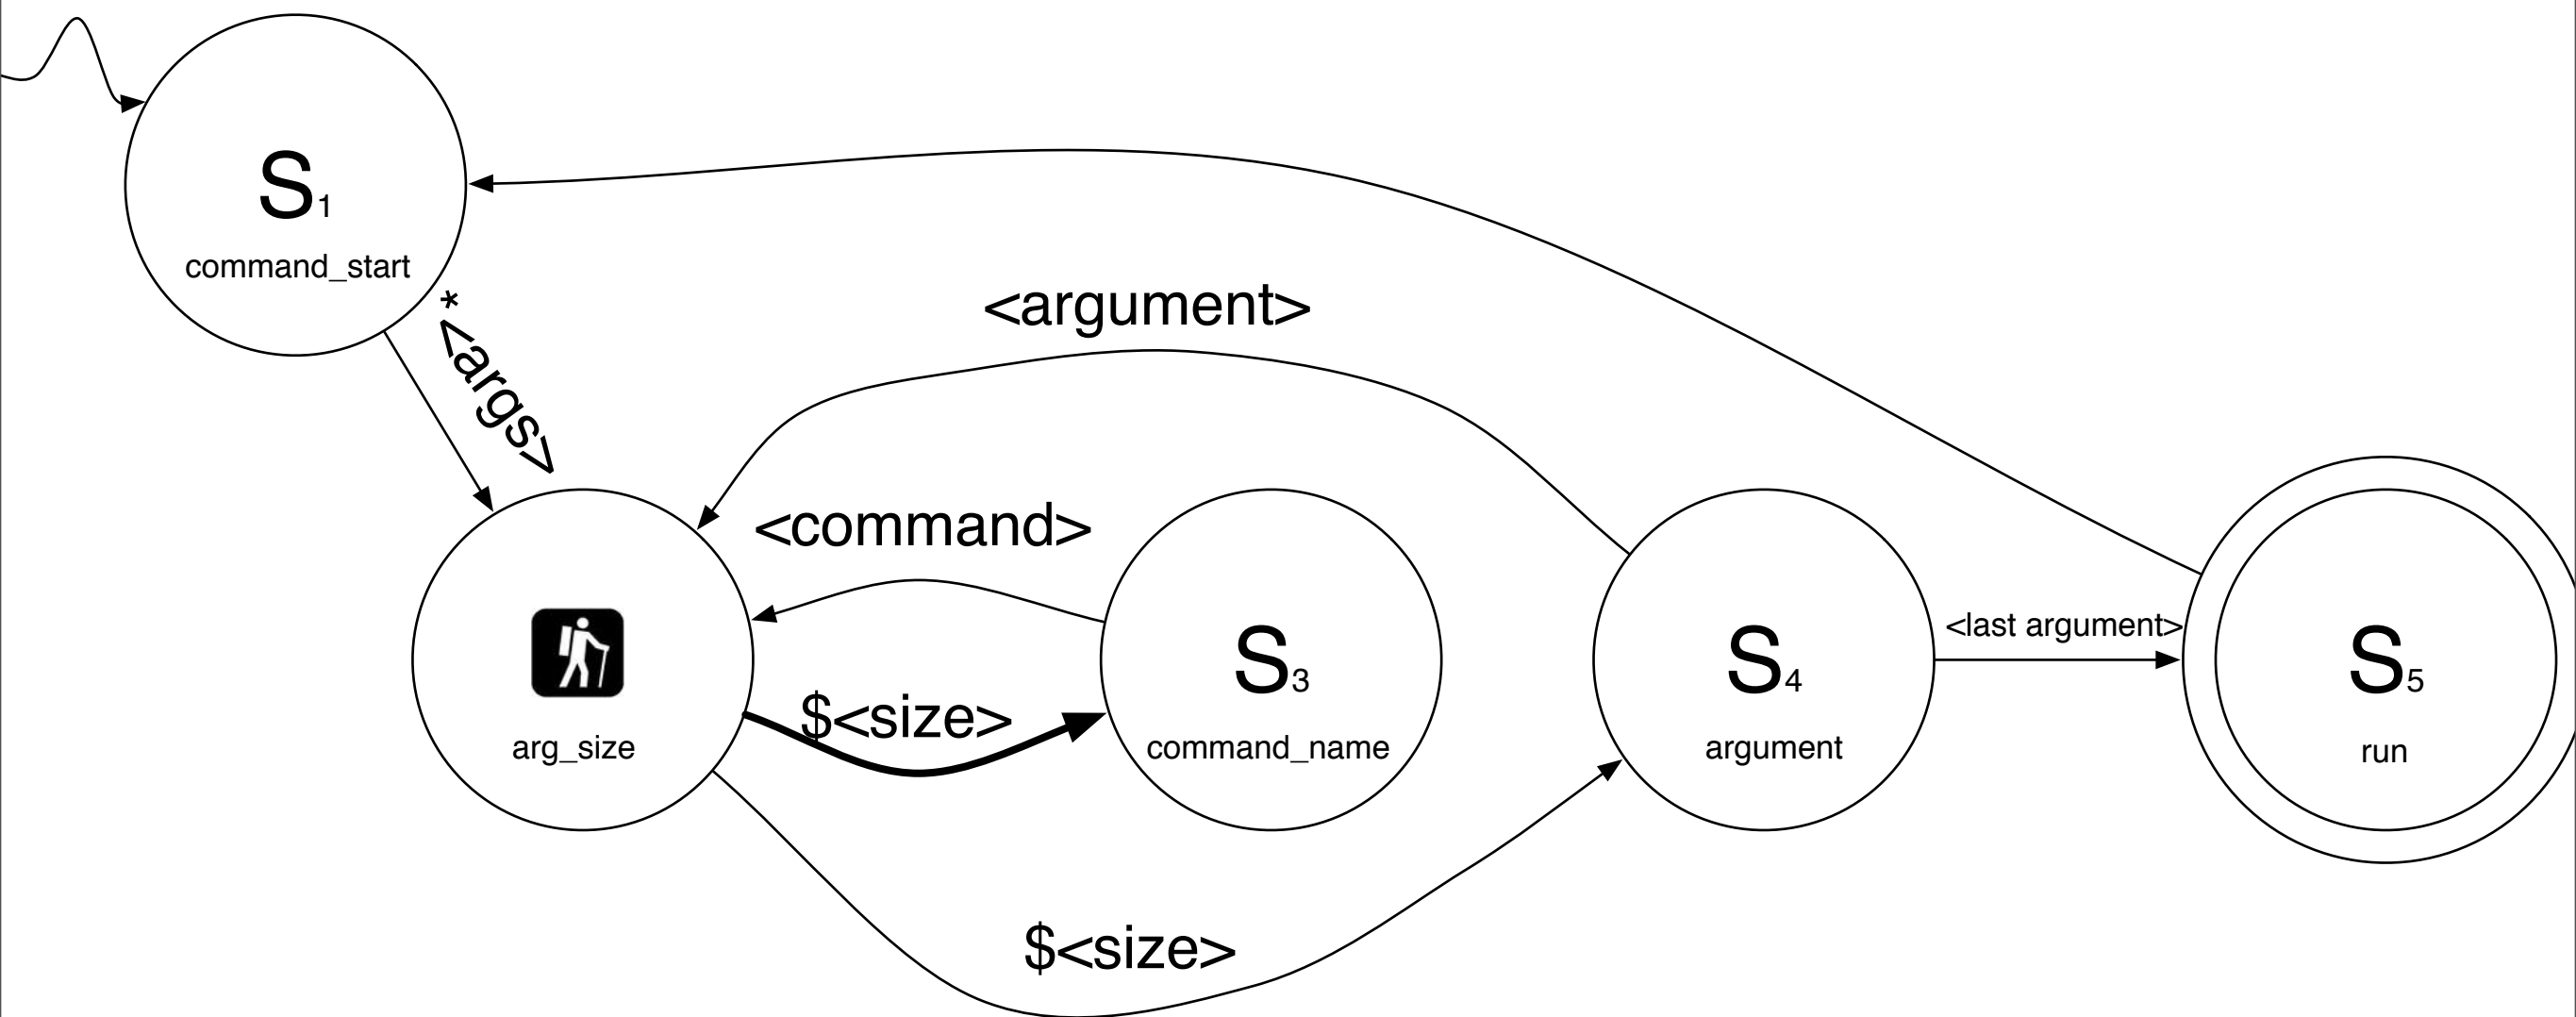 S1
command_start
*<args>
<argument>
<command>
$<size>
arg_size
S3
command_name
S4
argument
<last argument>
S5
run
$<size>